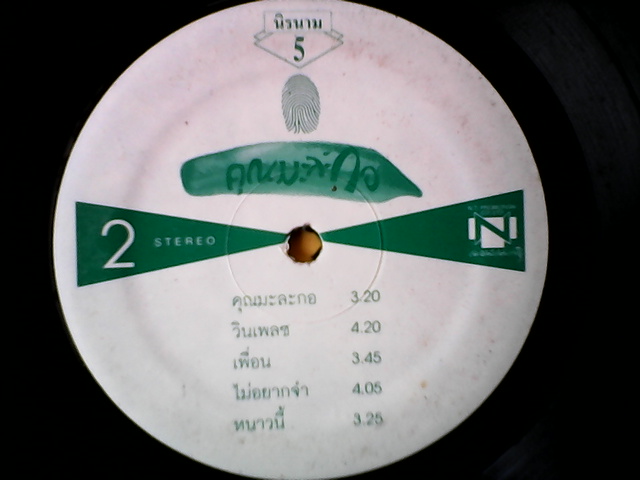 นิรนาม
5
คุณมะละกอ
2 STEREO
N
คุณมะละกอ 3.20
วินเพลซ 4.20
เพื่อน 3.45
ไม่อยากจำ 4.05
หนาวนี้ 3.25